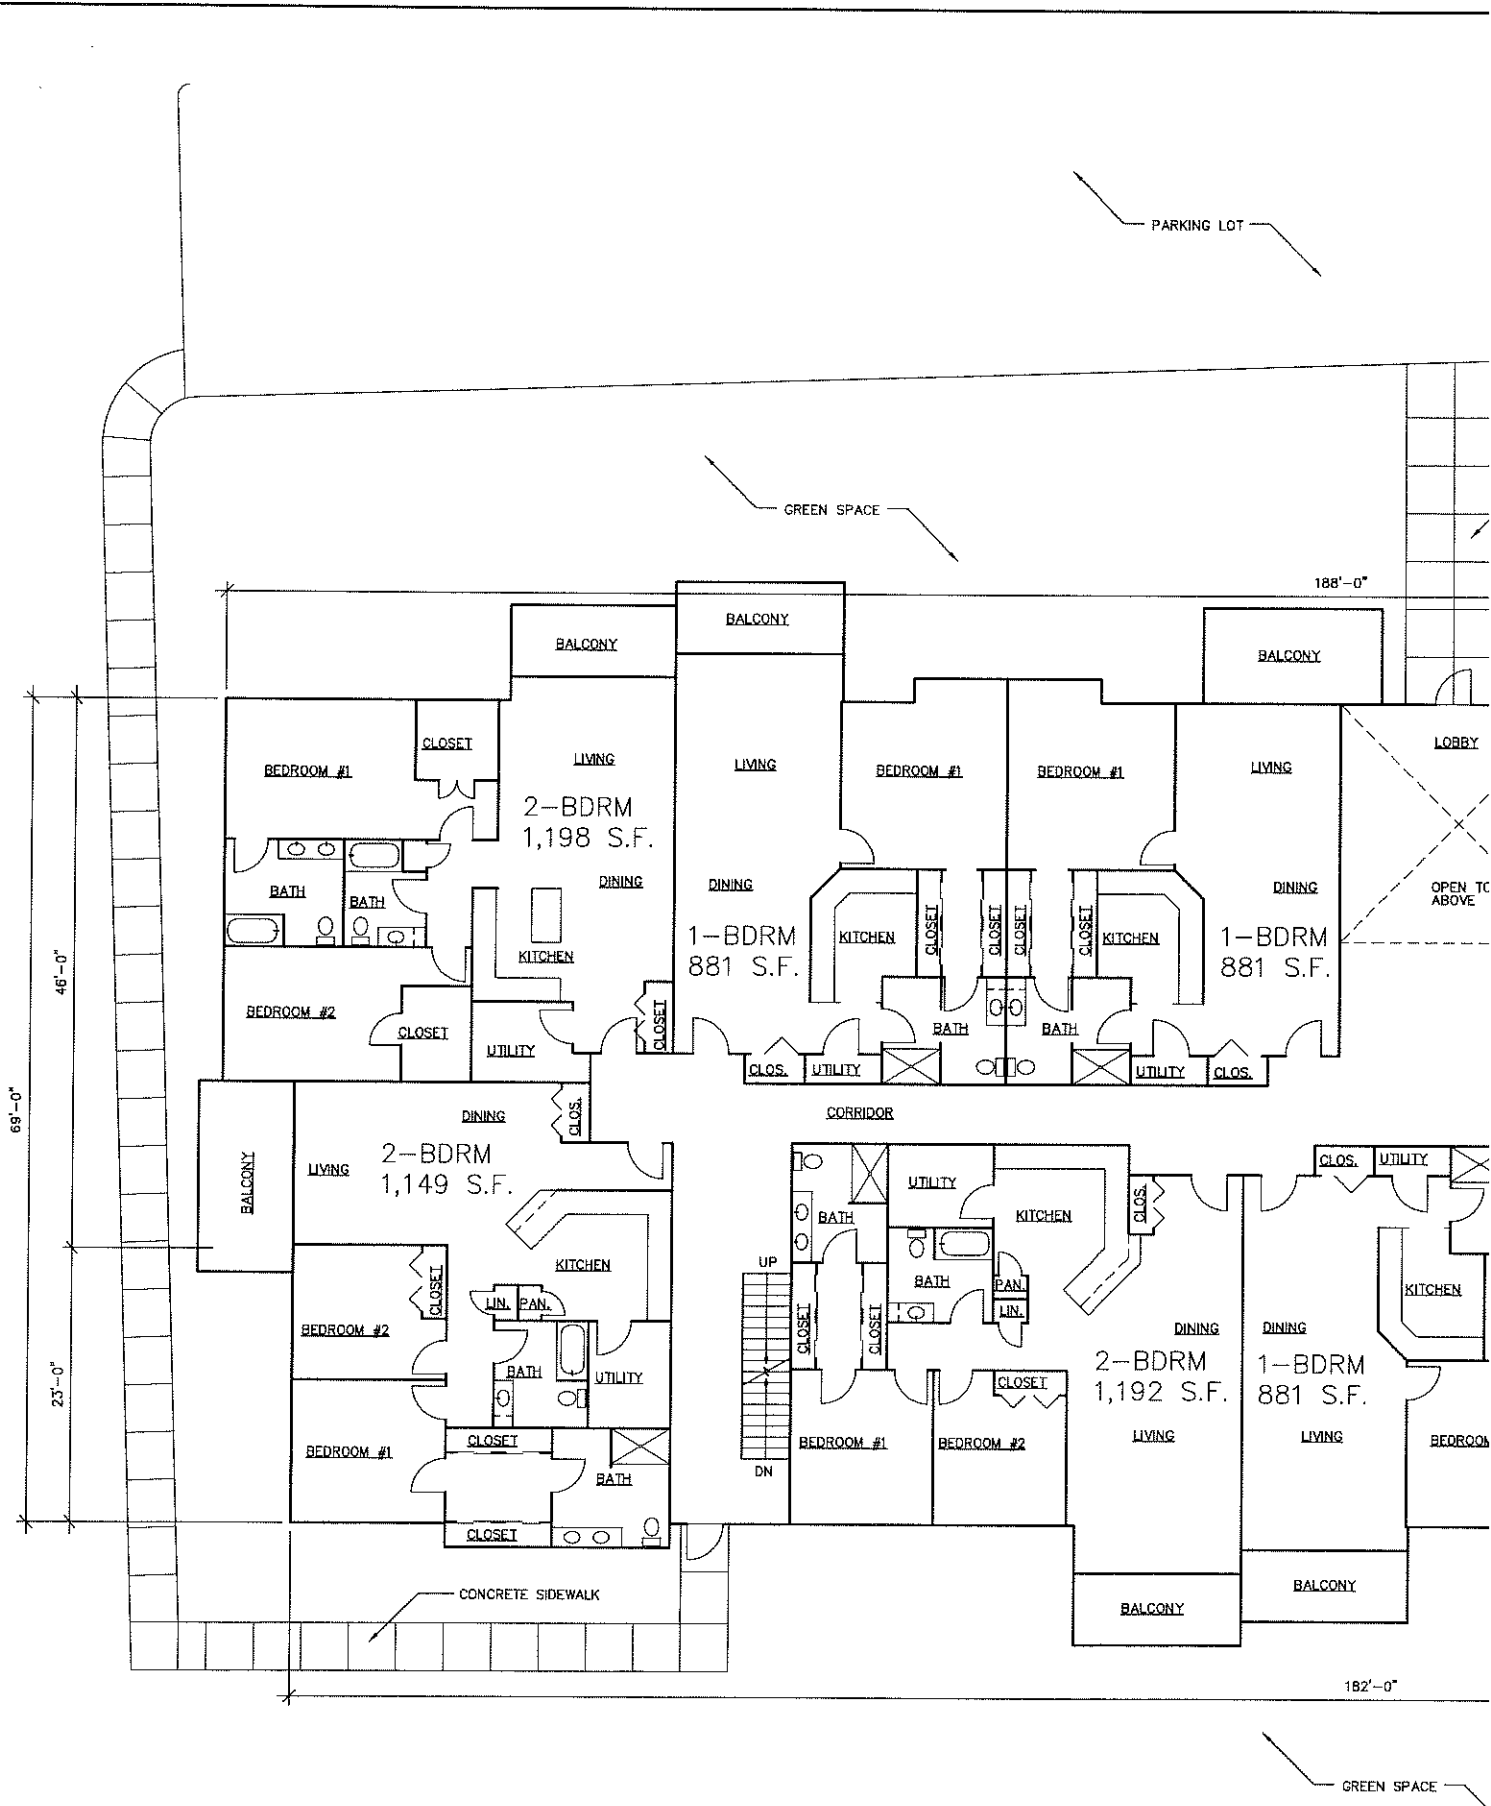 PARKING LOT
GREEN SPACE
188'-0"
BALCONY
BALCONY
BALCONY
LOBBY
CLOSET
LIVING
LIVING
LIVING
BEDROOM #1
BEDROOM #1
BEDROOM #1
2-BDRM
1,198 S.F.
BATH
BATH
DINING
DINING
DINING
OPEN TO
ABOVE
KITCHEN
1-BDRM
881 S.F.
KITCHEN
CLOSET
CLOSET
CLOSET
CLOSET
KITCHEN
1-BDRM
881 S.F.
46'-0"
BEDROOM #2
CLOSET
UTILITY
CLOSET
BATH
BATH
CLOS.
UTILITY
UTILITY
CLOS.
69'-0"
DINING
CLOS.
CORRIDOR
BALCONY
LIVING
2-BDRM
1,149 S.F.
BATH
UTILITY
KITCHEN
CLOS.
CLOS.
UTILITY
KITCHEN
CLOSET
UP
BATH
PAN.
LIN.
KITCHEN
LIN.
PAN.
BEDROOM #2
CLOSET
CLOSET
DINING
DINING
23'-0"
BATH
UTILITY
CLOSET
2-BDRM
1,192 S.F.
1-BDRM
881 S.F.
BEDROOM #1
CLOSET
BATH
DN
BEDROOM #1
BEDROOM #2
LIVING
LIVING
BEDROOM
CLOSET
CONCRETE SIDEWALK
BALCONY
BALCONY
182'-0"
GREEN SPACE